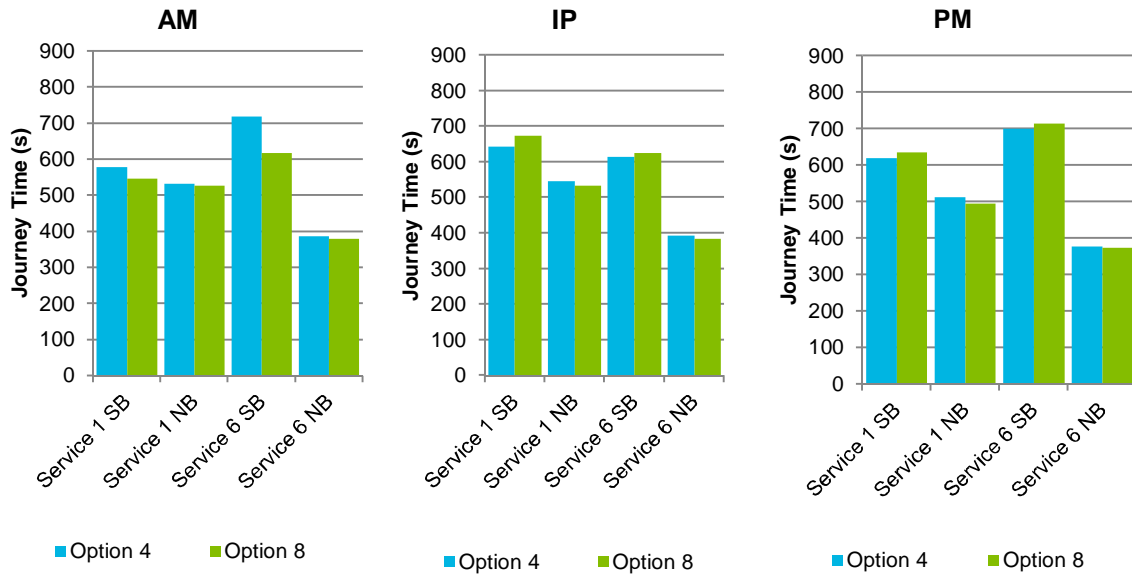 AM
900
800
700
600
500
400
300
200
100
0
Journey Time (s)
Service 1 SB
Service 1 NB
Service 6 SB
Service 6 NB
Option 4
Option 8
IP
900
800
700
600
500
400
300
200
100
0
Journey Time (s)
Service 1 SB
Service 1 NB
Service 6 SB
Service 6 NB
Option 4
Option 8
PM
900
800
700
600
500
400
300
200
100
0
Journey Time (s)
Service 1 SB
Service 1 NB
Service 6 SB
Service 6 NB
Option 4
Option 8